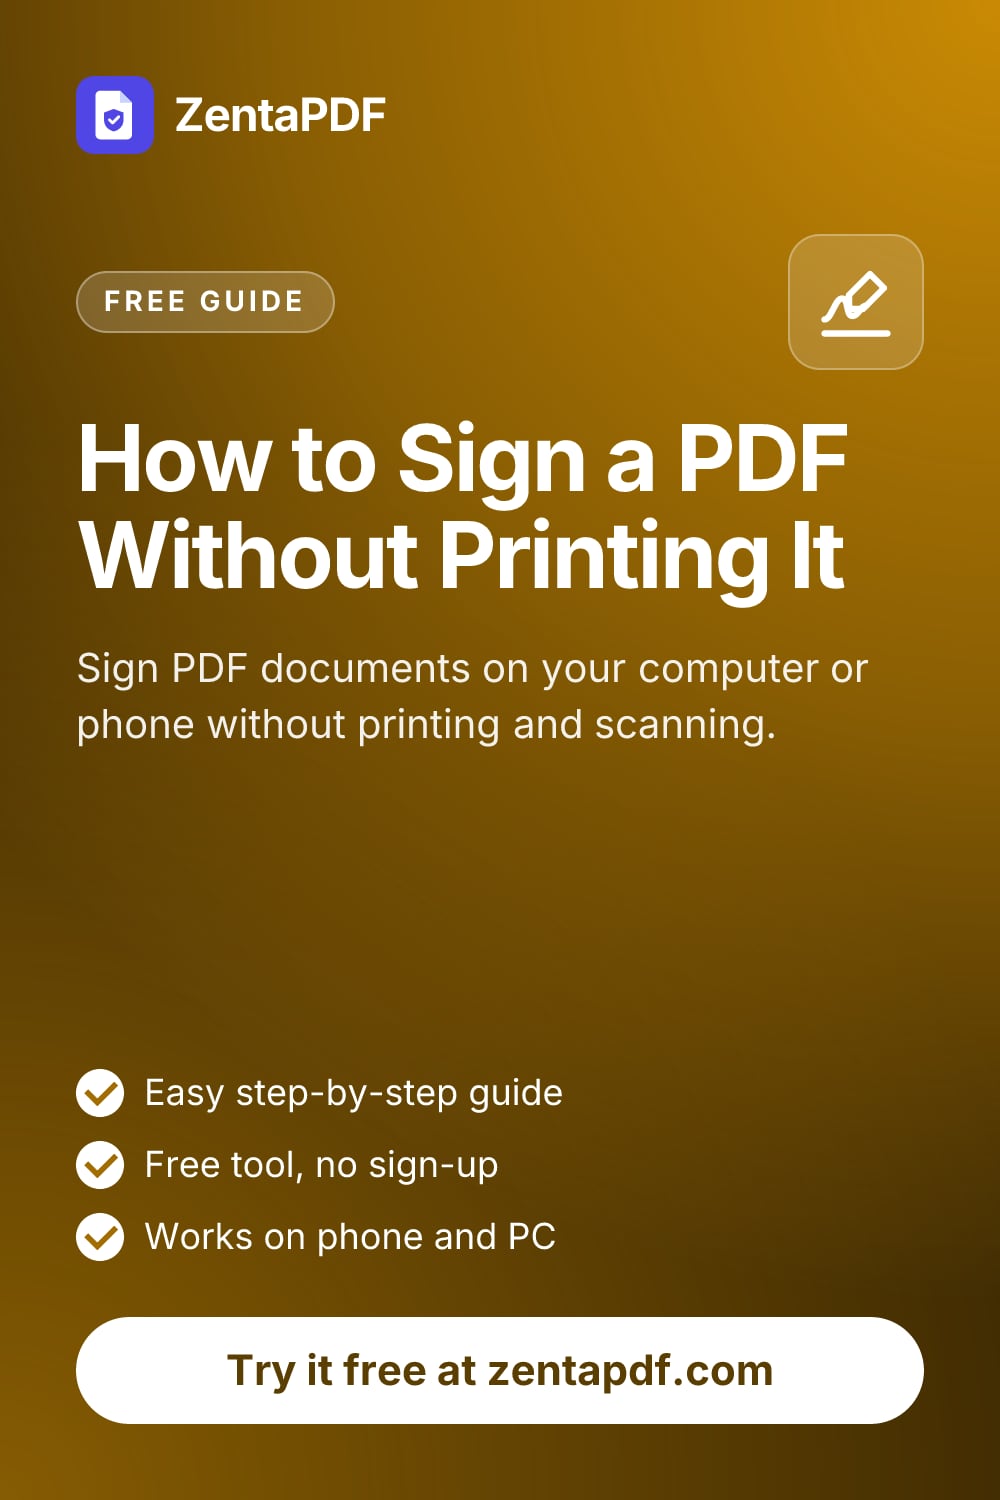 ZentaPDF
FREE GUIDE
How to Sign a PDF
Without Printing It
Sign PDF documents on your computer or
phone without printing and scanning.
Easy step-by-step guide
Free tool, no sign-up
Works on phone and PC
Try it free at zentapdf.com